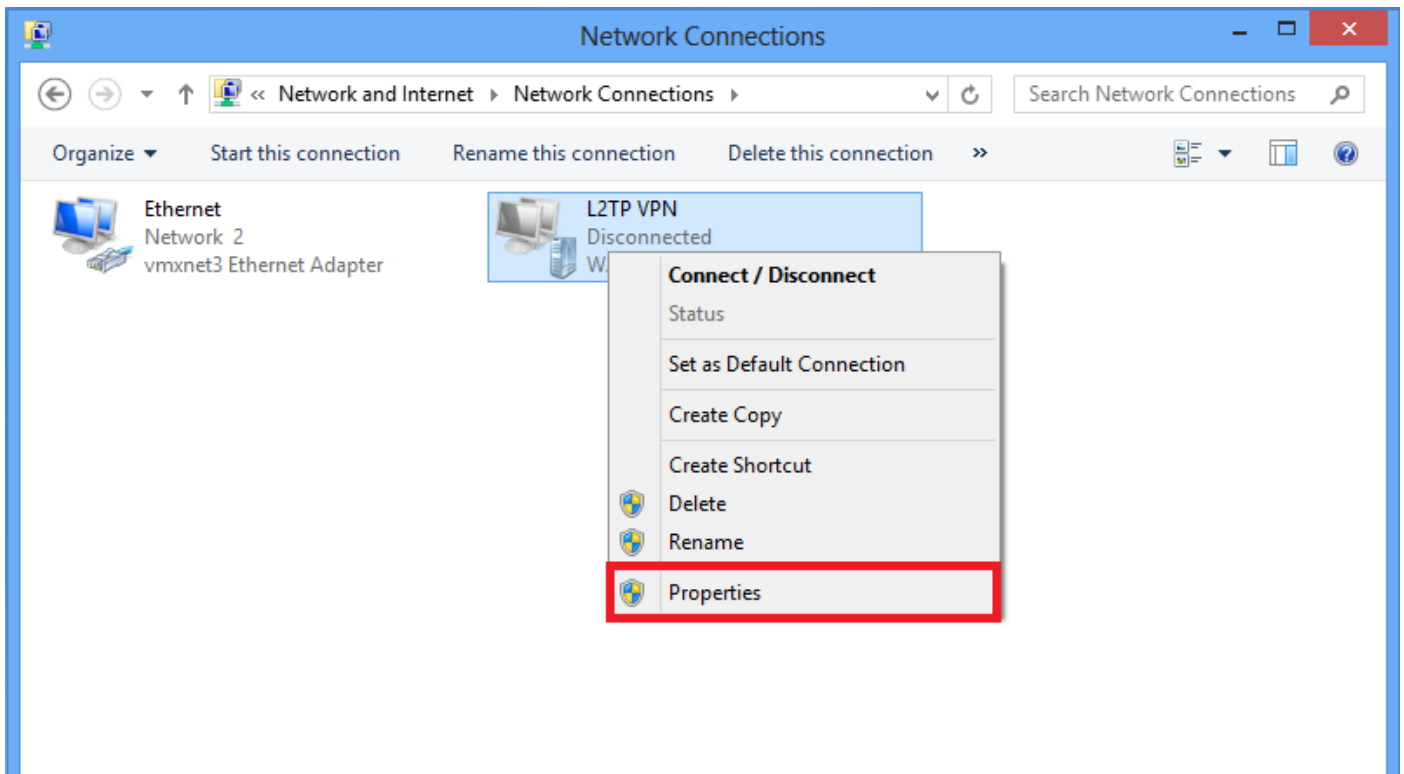 Network Connections
« Network and Internet Network Connections
Search Network Connections
Organize Start this connection Rename this connection Delete this connection »
Ethernet
Network 2
vmxnet3 Ethernet Adapter
L2TP VPN
Disconnected
Connect / Disconnect
Status
Set as Default Connection
Create Copy
Create Shortcut
Delete
Rename
Properties